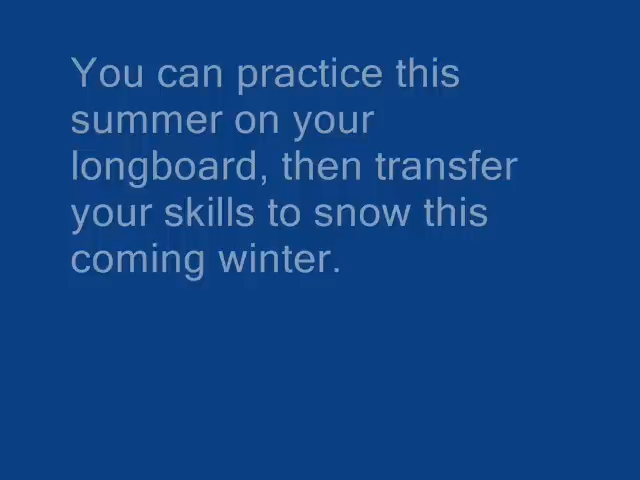 You can practice this
summer on your
longboard, then transfer
your skills to snow this
coming winter.